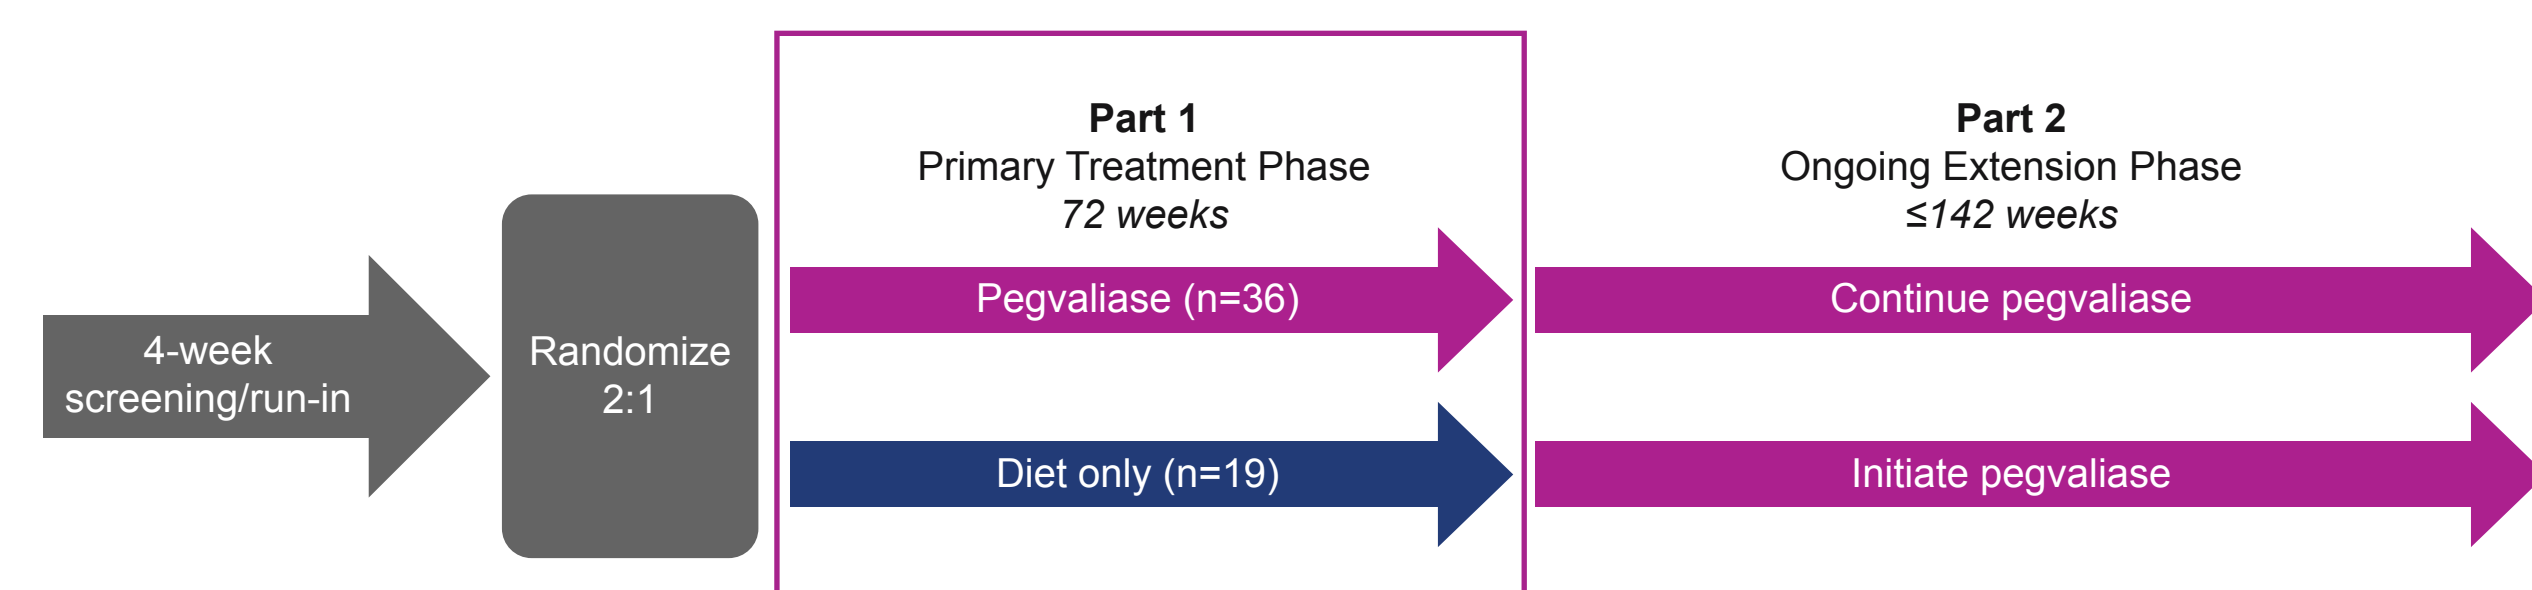 4-week
screening/run-in
Randomize
2:1
Part 1
Primary Treatment Phase
72 weeks
Pegvaliase (n=36)
Diet only (n=19)
Part 2
Ongoing Extension Phase
≤142 weeks
Continue pegvaliase
Initiate pegvaliase